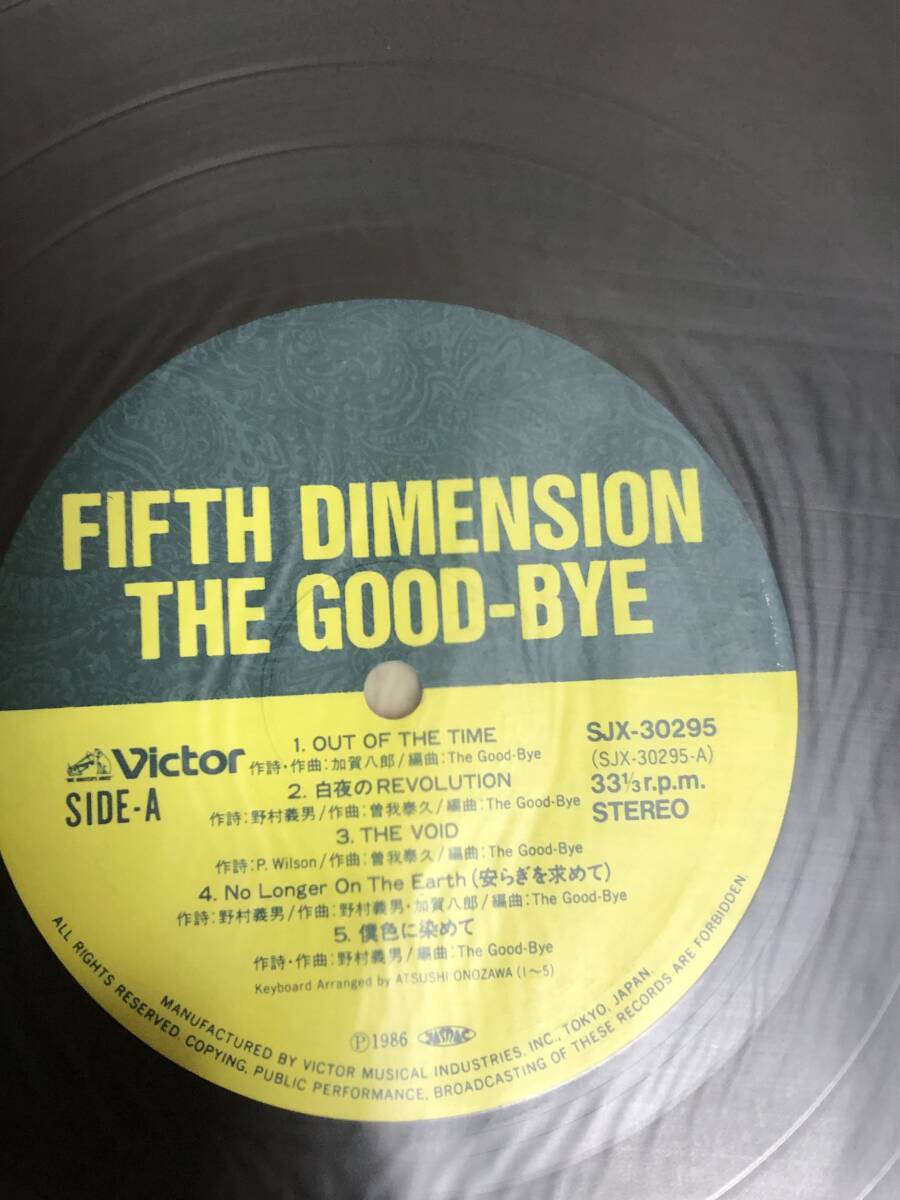 FIFTH DIMENSION
THE GOOD-BYE
Victor
SIDE-A
1. OUT OF THE TIME
作詩・作曲:加賀八郎/編曲:The Good-Bye
2. 白夜のREVOLUTION
作詩:野村義男/作曲:曽我泰久/編曲:The Good-Bye
3. THE VOID
作詩:P. Wilson/作曲:曽我泰久/編曲:The Good-Bye
4. No Longer On The Earth (安らぎを求めて)
作詩:野村義男/作曲:野村義男・加賀八郎/編曲:The Good-Bye
5. 僕色に染めて
作詩・作曲:野村義男/編曲:The Good-Bye
Keyboard Arranged by ATSUSHI ONOZAWA (1~5)
SJX-30295
(SJX-30295-A)
33⅓r.p.m.
STEREO
Ⓟ1986 JASRAC
MANUFACTURED BY VICTOR MUSICAL INDUSTRIES, INC., TOKYO, JAPAN.
ALL RIGHTS RESERVED. COPYING, PUBLIC PERFORMANCE, BROADCASTING OF THESE RECORDS ARE FORBIDDEN.